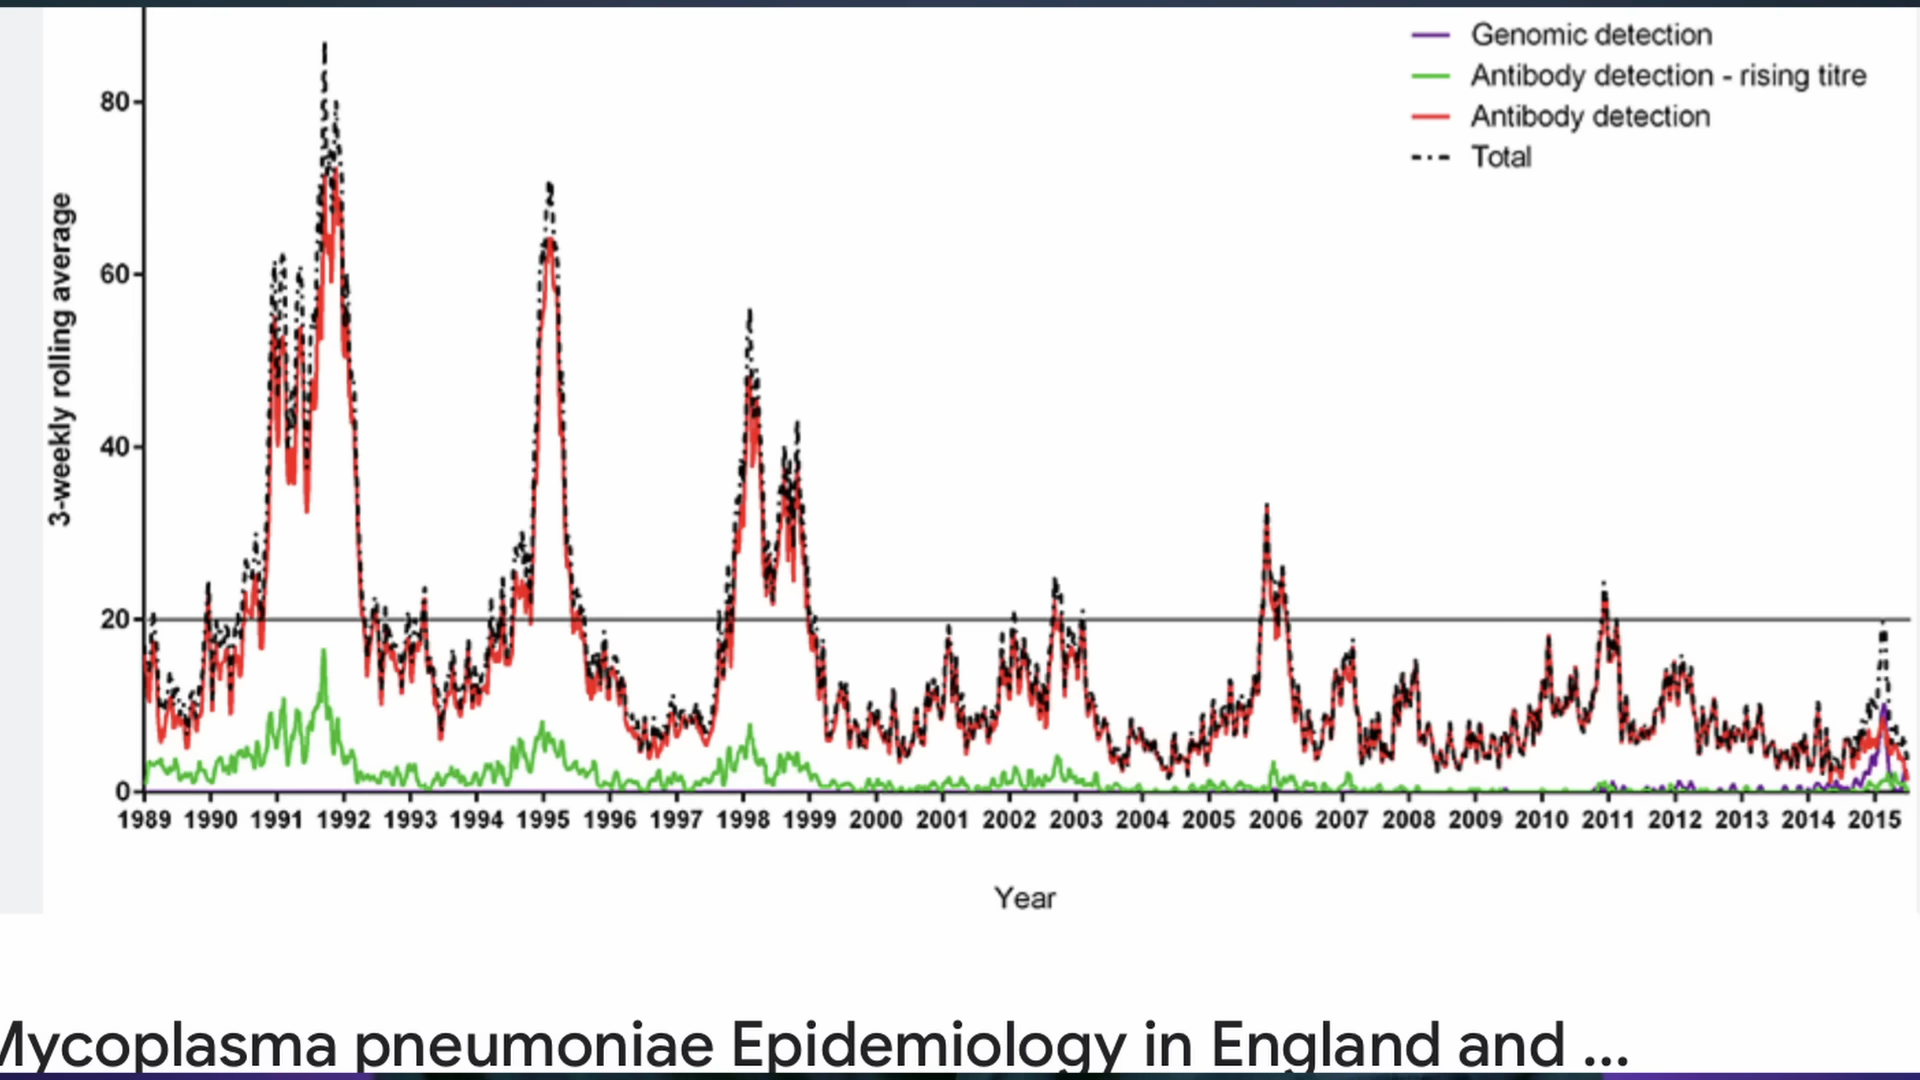 Genomic detection
Antibody detection - rising titre
Antibody detection
Total
3-weekly rolling average
80
60
40
20
0
1989 1990 1991 1992 1993 1994 1995 1996 1997 1998 1999 2000 2001 2002 2003 2004 2005 2006 2007 2008 2009 2010 2011 2012 2013 2014 2015
Year
Mycoplasma pneumoniae Epidemiology in England and ...